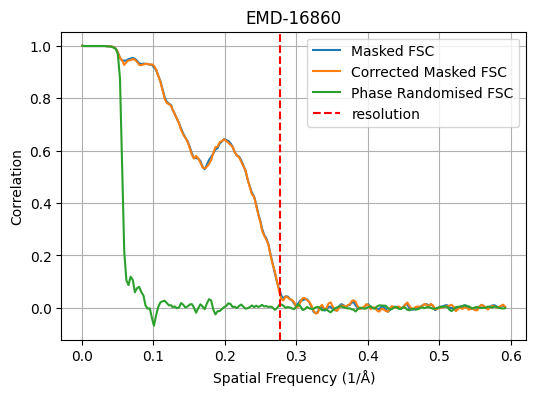 EMD-16860
Masked FSC
Corrected Masked FSC
Phase Randomised FSC
resolution
Correlation
1.0
0.8
0.6
0.4
0.2
0.0
0.0 0.1 0.2 0.3 0.4 0.5 0.6
Spatial Frequency (1/Å)